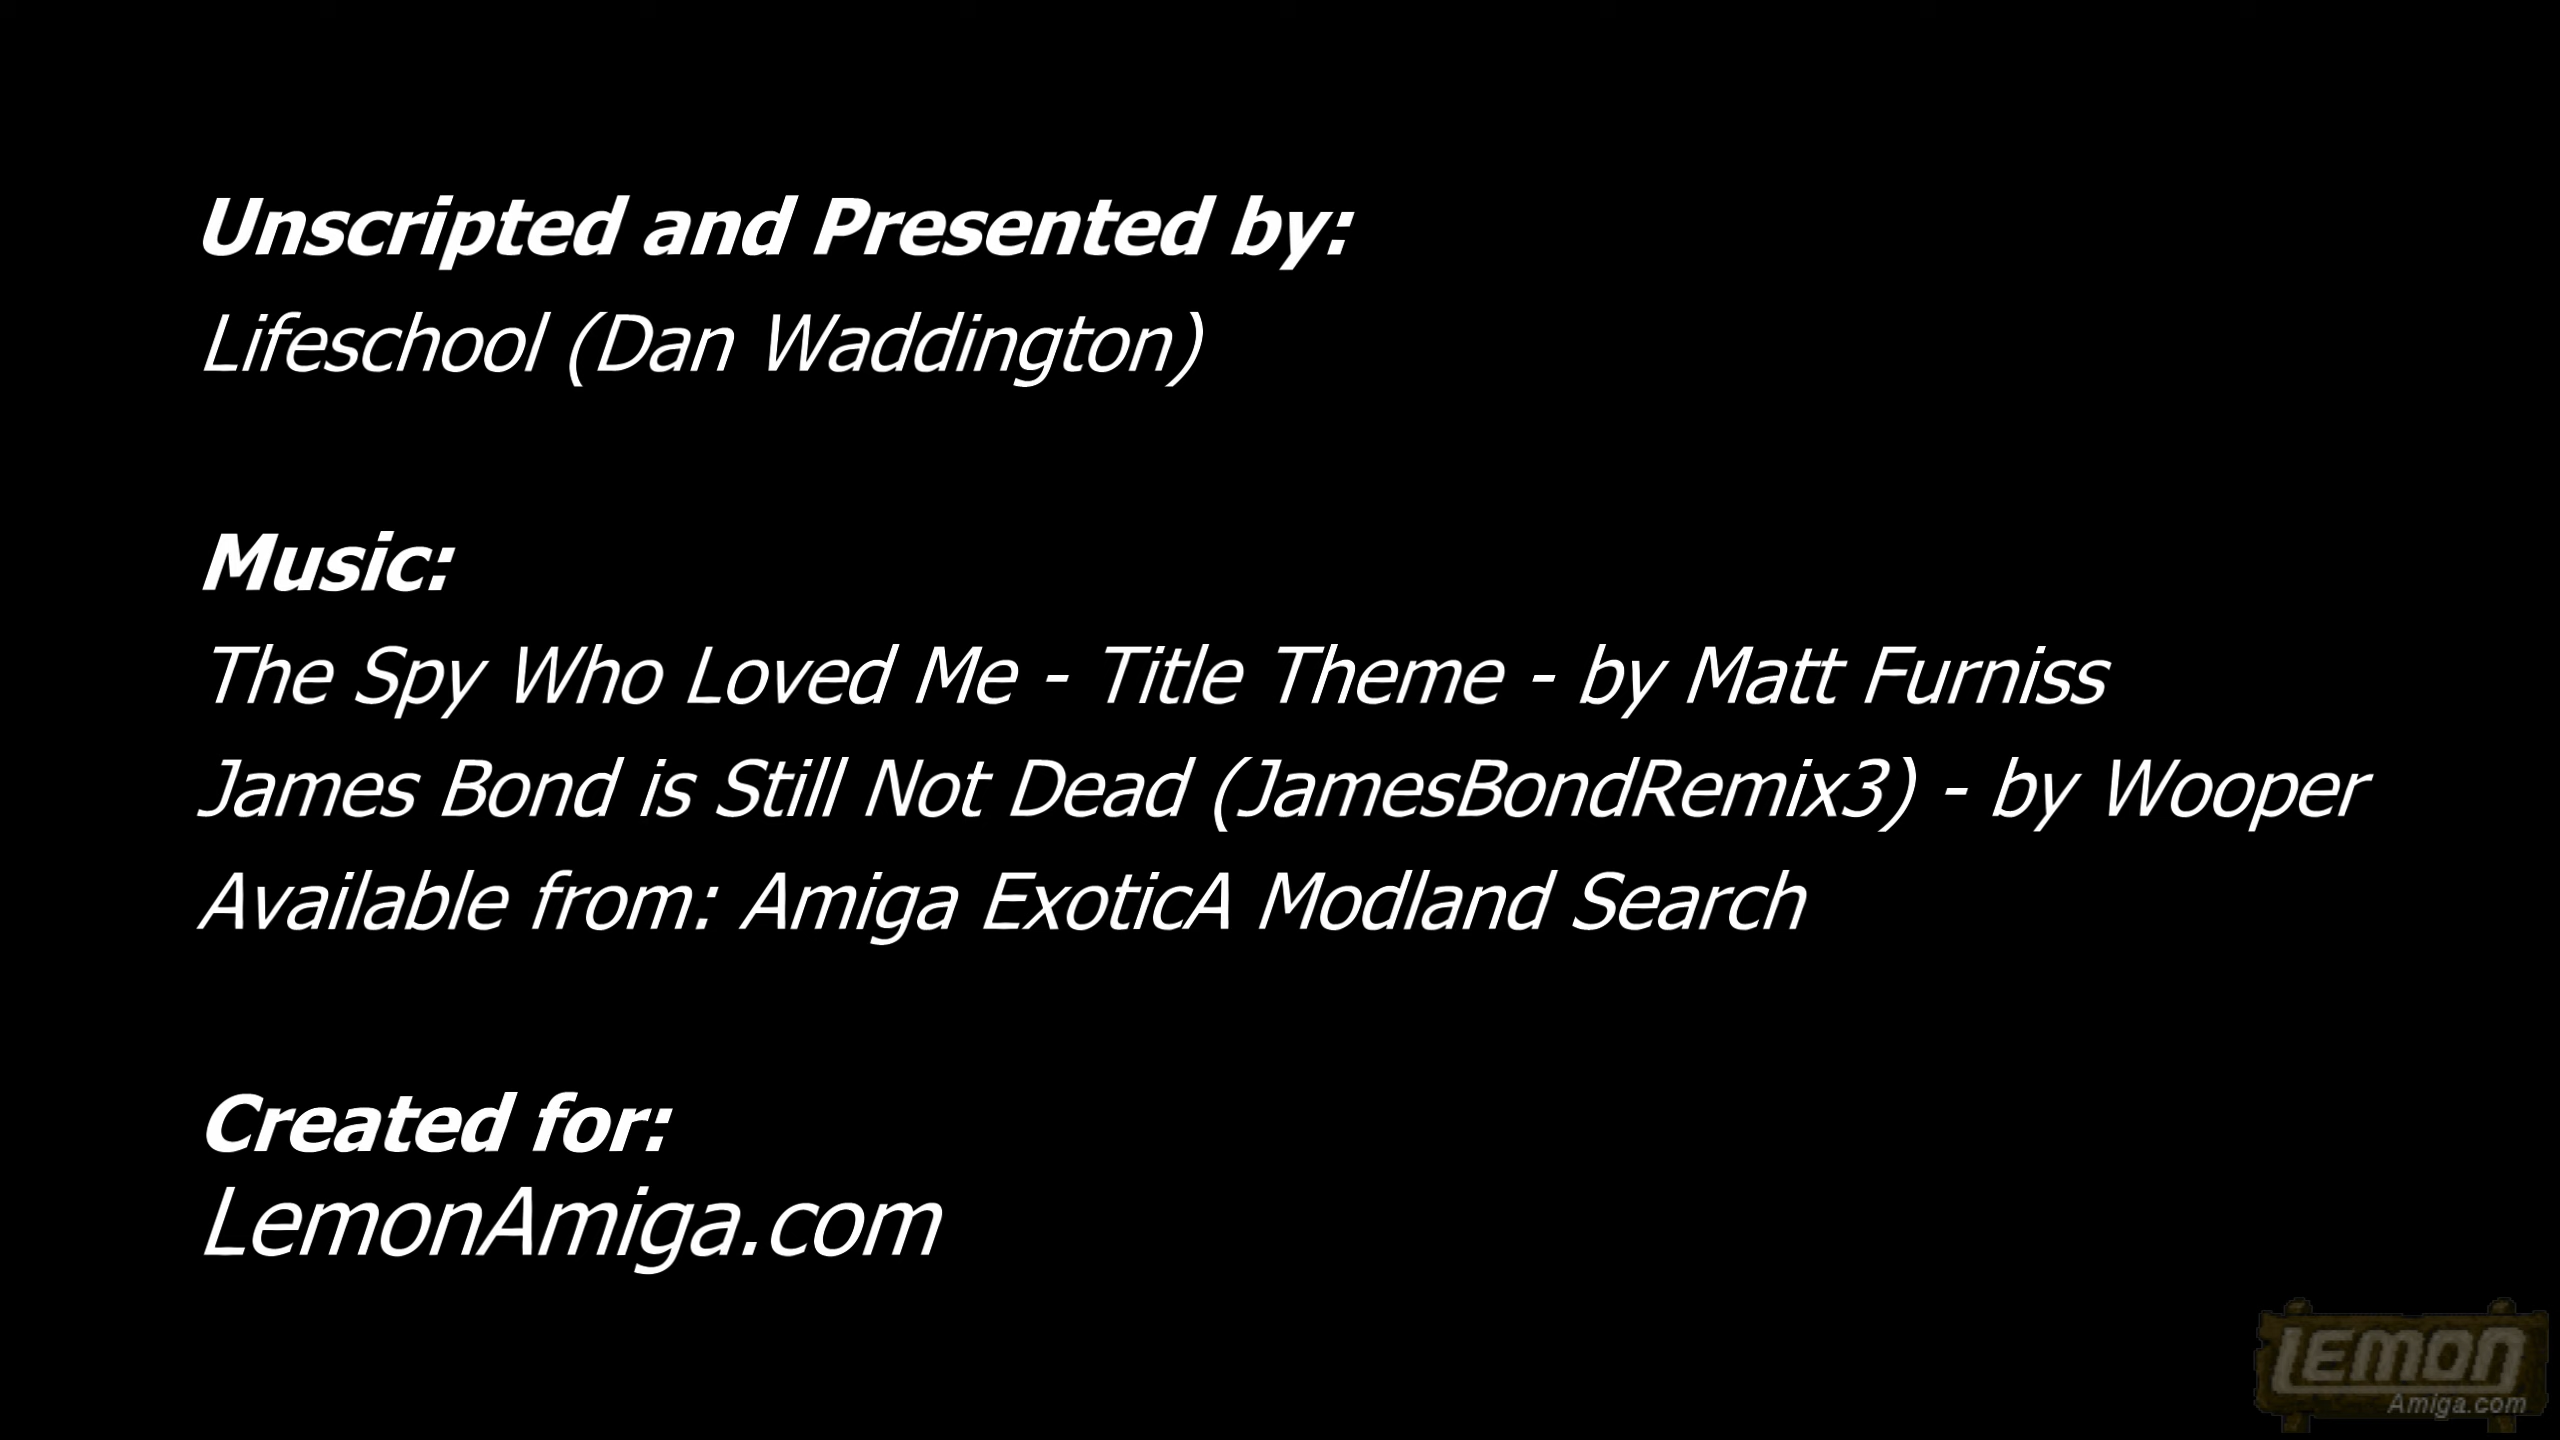 Unscripted and Presented by:
Lifeschool (Dan Waddington)
Music:
The Spy Who Loved Me - Title Theme - by Matt Furniss
James Bond is Still Not Dead (JamesBondRemix3) - by Wooper
Available from: Amiga ExoticA Modland Search
Created for:
LemonAmiga.com
LEMON
Amiga.com